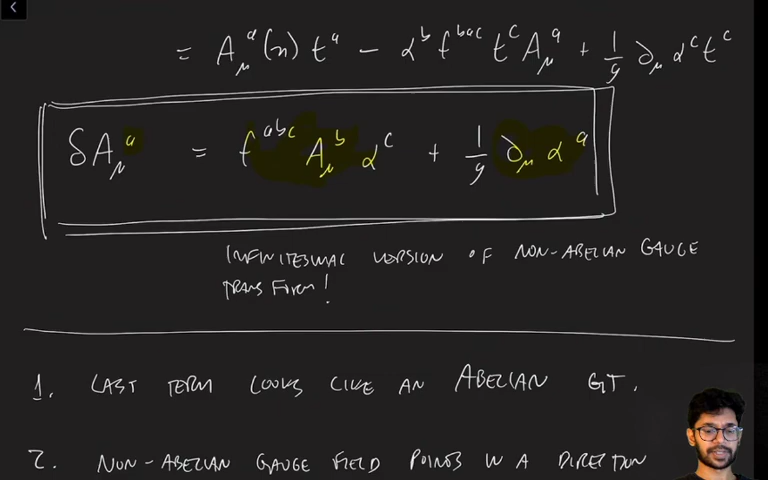 = A_μ^a(x) t^a − α^b f^{bac} t^c A_μ^a + 1/g ∂_μ α^c t^c
δA_μ^a = f^{abc} A_μ^b α^c + 1/g ∂_μ α^a
INFINITESIMAL VERSION OF NON-ABELIAN GAUGE
TRANSFORM!
1. LAST TERM LOOKS LIKE AN ABELIAN GT.
2. NON-ABELIAN GAUGE FIELD POINTS IN A DIRECTION